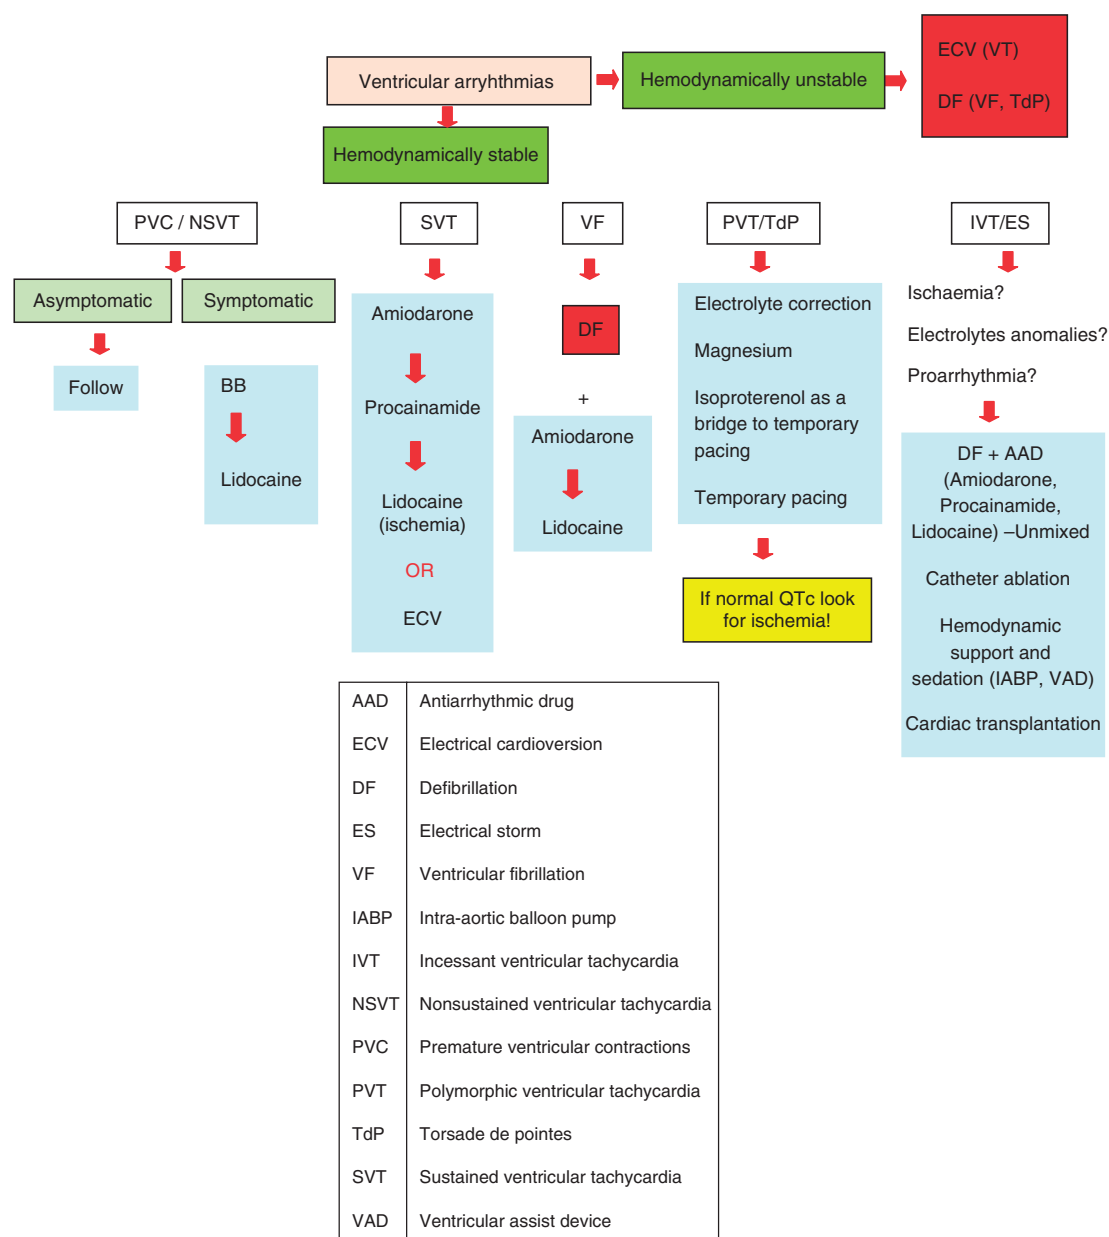 Ventricular arryhthmias
Hemodynamically unstable
ECV (VT)
DF (VF, TdP)
Hemodynamically stable
PVC / NSVT
SVT
VF
PVT/TdP
IVT/ES
Asymptomatic
Symptomatic
Follow
BB
Lidocaine
Amiodarone
Procainamide
Lidocaine
(ischemia)
OR
ECV
DF
+
Amiodarone
Lidocaine
Electrolyte correction
Magnesium
Isoproterenol as a
bridge to temporary
pacing
Temporary pacing
If normal QTc look
for ischemia!
Ischaemia?
Electrolytes anomalies?
Proarrhythmia?
DF + AAD
(Amiodarone,
Procainamide,
Lidocaine) –Unmixed
Catheter ablation
Hemodynamic
support and
sedation (IABP, VAD)
Cardiac transplantation
AAD Antiarrhythmic drug
ECV Electrical cardioversion
DF Defibrillation
ES Electrical storm
VF Ventricular fibrillation
IABP Intra-aortic balloon pump
IVT Incessant ventricular tachycardia
NSVT Nonsustained ventricular tachycardia
PVC Premature ventricular contractions
PVT Polymorphic ventricular tachycardia
TdP Torsade de pointes
SVT Sustained ventricular tachycardia
VAD Ventricular assist device